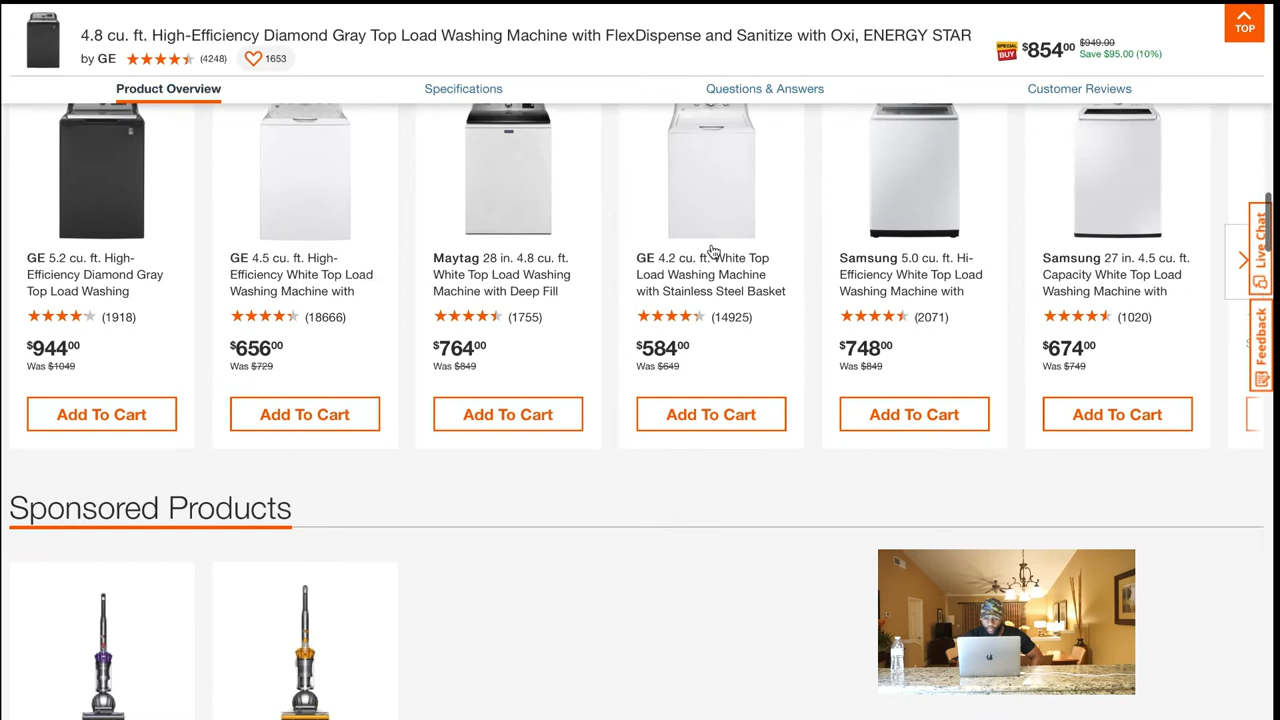 4.8 cu. ft. High-Efficiency Diamond Gray Top Load Washing Machine with FlexDispense and Sanitize with Oxi, ENERGY STAR
by GE (4248) 1653
SPECIAL BUY $854.00 $949.00
Save $95.00 (10%)
TOP
Product Overview Specifications Questions & Answers Customer Reviews
GE 5.2 cu. ft. High-
Efficiency Diamond Gray
Top Load Washing
(1918)
$944.00
Was $1049
Add To Cart
GE 4.5 cu. ft. High-
Efficiency White Top Load
Washing Machine with
(18666)
$656.00
Was $729
Add To Cart
Maytag 28 in. 4.8 cu. ft.
White Top Load Washing
Machine with Deep Fill
(1755)
$764.00
Was $849
Add To Cart
GE 4.2 cu. ft. White Top
Load Washing Machine
with Stainless Steel Basket
(14925)
$584.00
Was $649
Add To Cart
Samsung 5.0 cu. ft. Hi-
Efficiency White Top Load
Washing Machine with
(2071)
$748.00
Was $849
Add To Cart
Samsung 27 in. 4.5 cu. ft.
Capacity White Top Load
Washing Machine with
(1020)
$674.00
Was $749
Add To Cart
Live Chat
Feedback
Sponsored Products